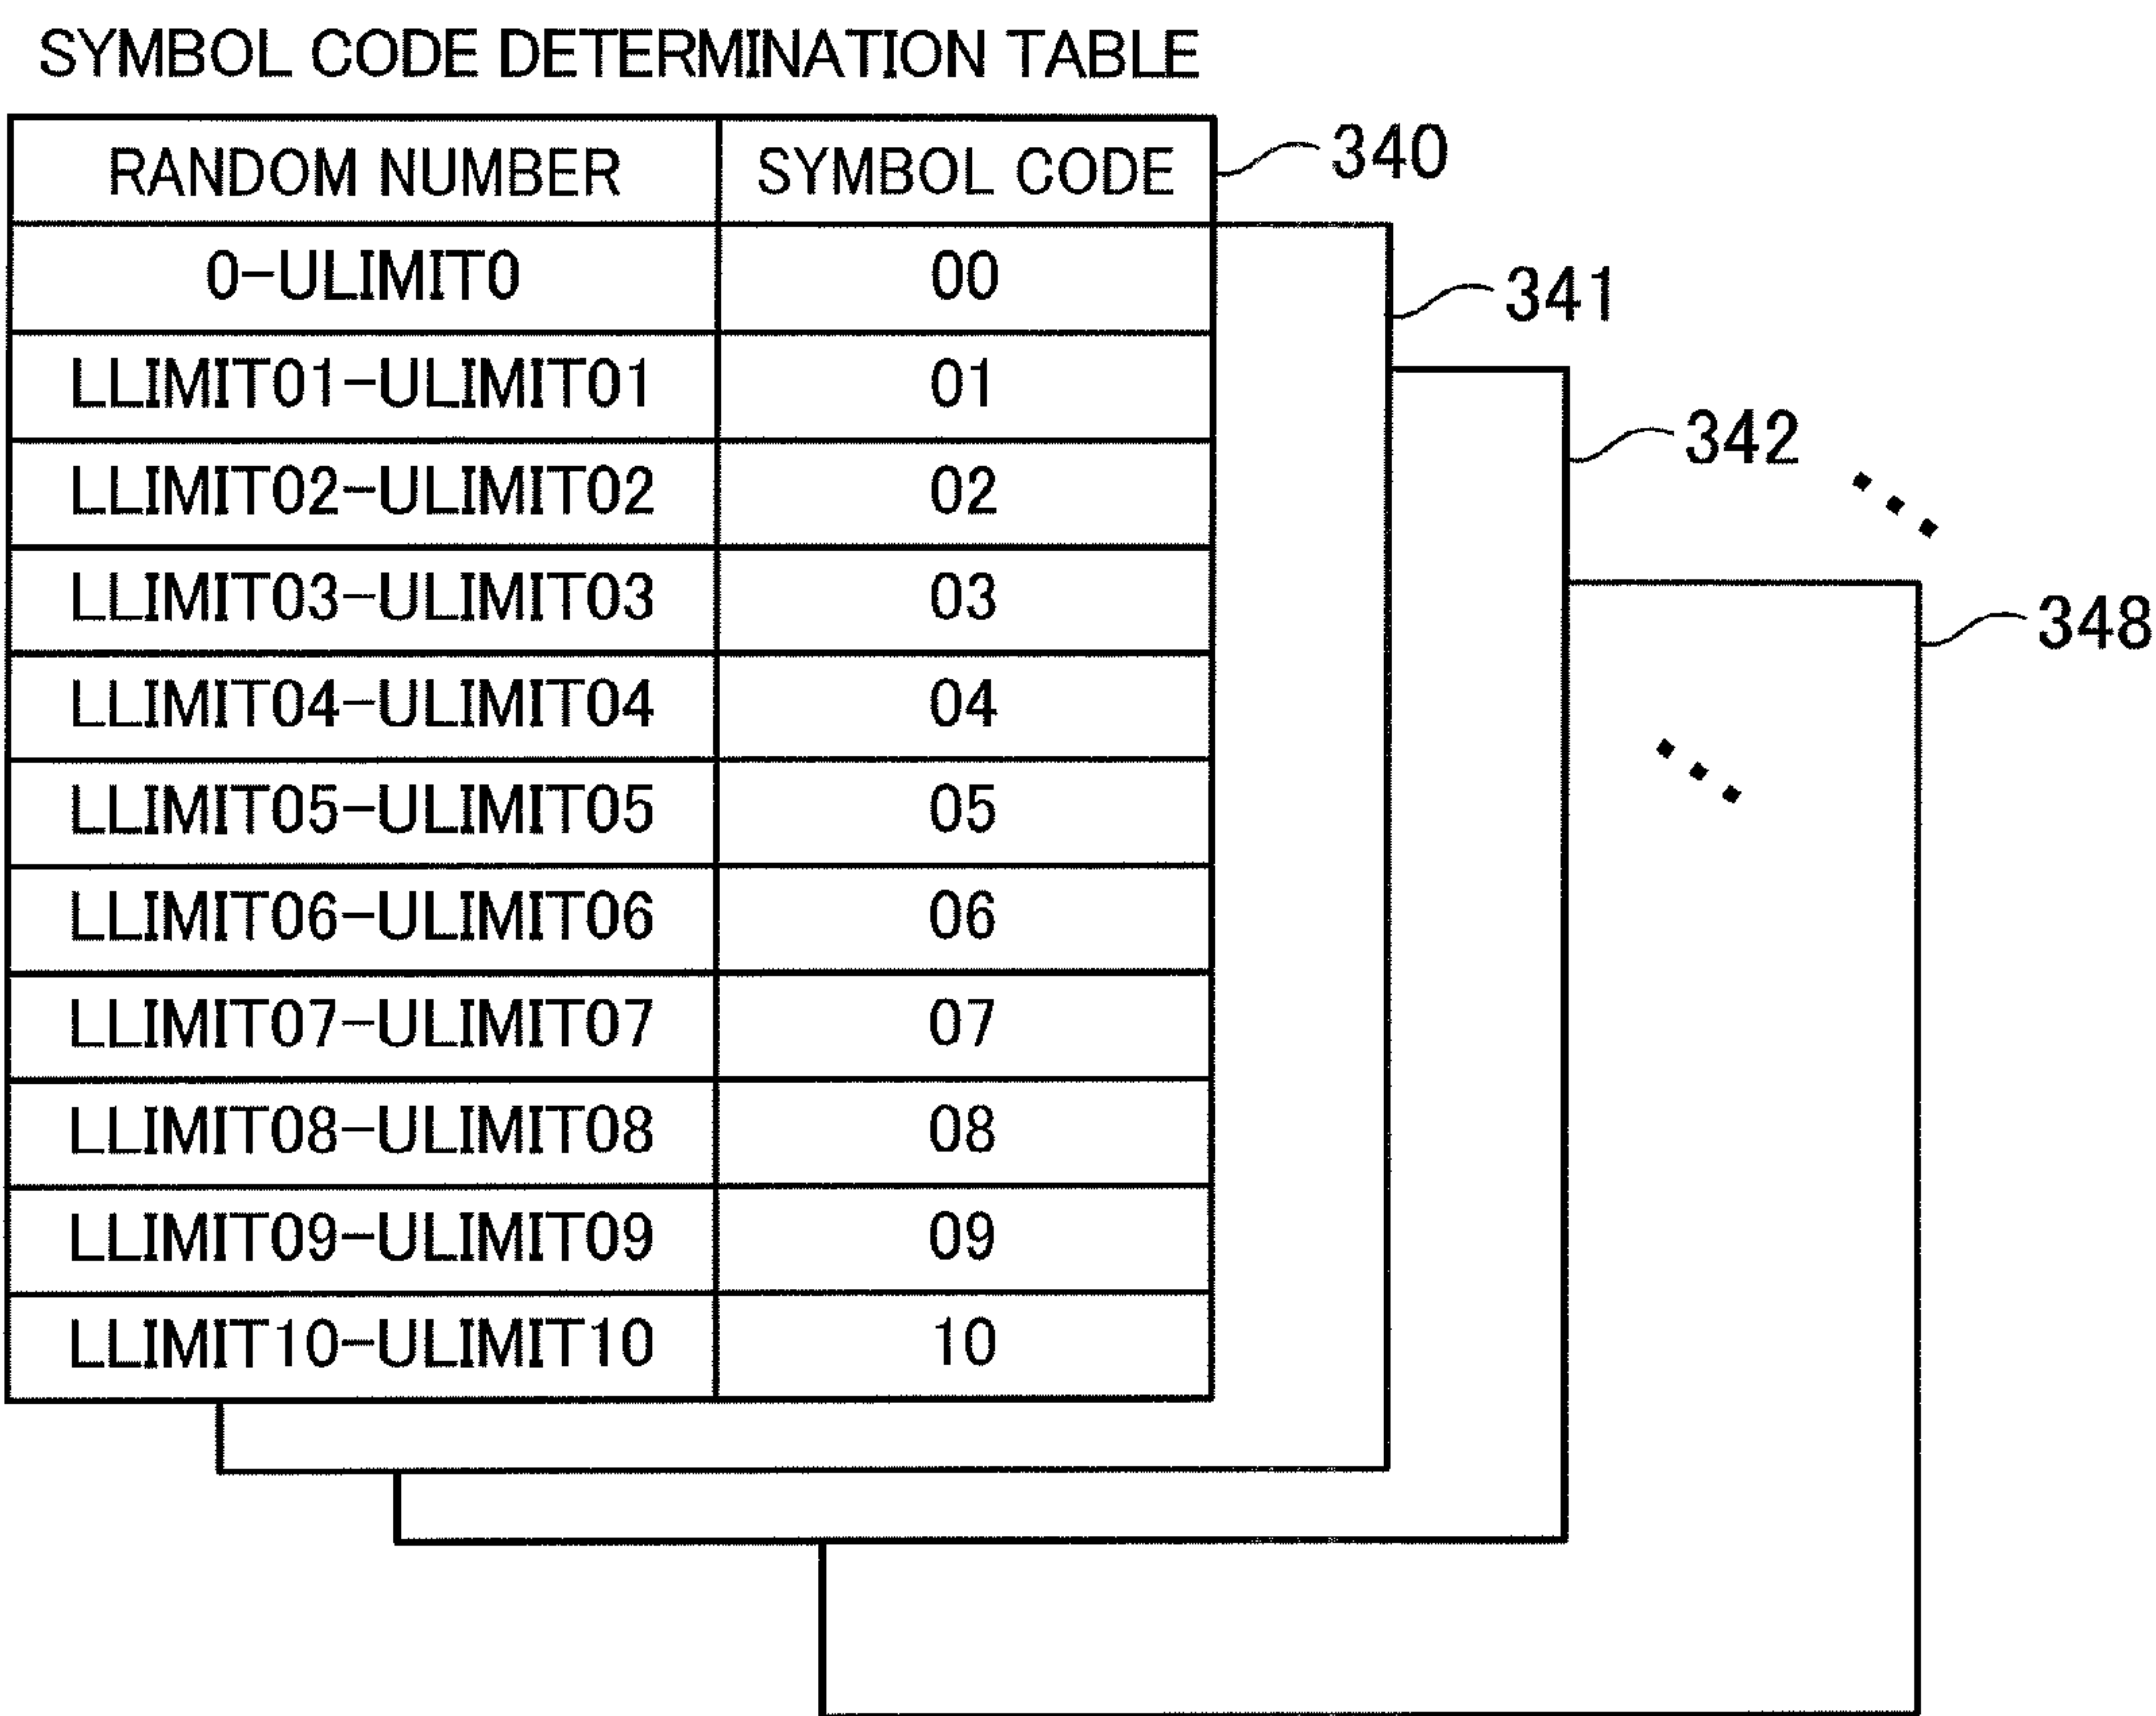 SYMBOL CODE DETERMINATION TABLE
RANDOM NUMBER SYMBOL CODE 340
0-ULIMIT0 00 341
LLIMIT01-ULIMIT01 01
LLIMIT02-ULIMIT02 02 342
LLIMIT03-ULIMIT03 03 348
LLIMIT04-ULIMIT04 04
LLIMIT05-ULIMIT05 05
LLIMIT06-ULIMIT06 06
LLIMIT07-ULIMIT07 07
LLIMIT08-ULIMIT08 08
LLIMIT09-ULIMIT09 09
LLIMIT10-ULIMIT10 10